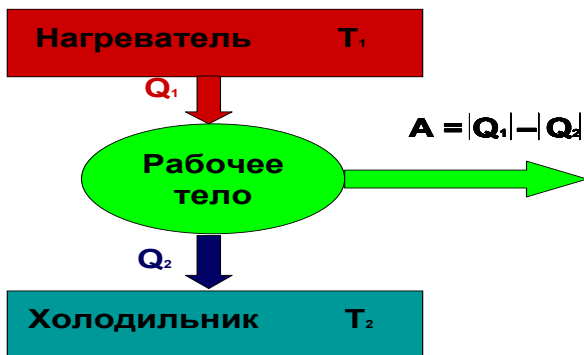 Нагреватель T₁
Q₁
A = |Q₁| − |Q₂|
Рабочее
тело
Q₂
Холодильник T₂